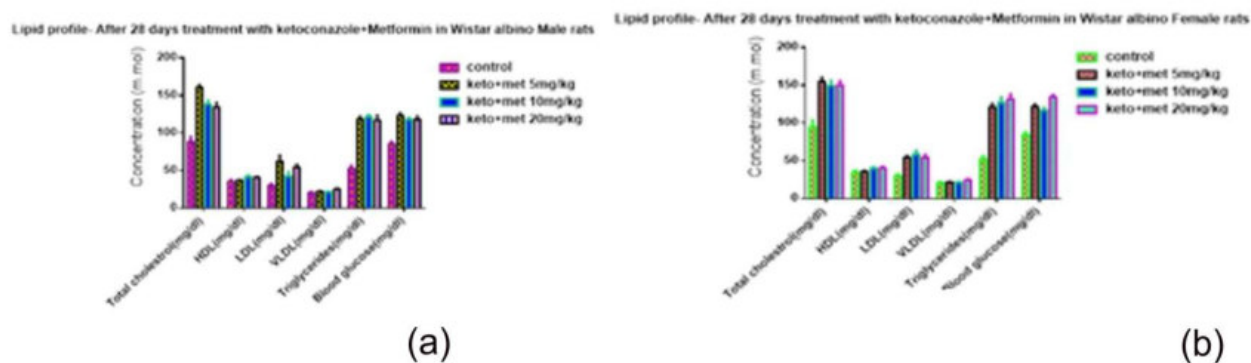 Lipid profile- After 28 days treatment with ketoconazole+Metformin in Wistar albino Male rats
Concentration (m.mol)
200
150
100
50
0
control
keto+met 5mg/kg
keto+met 10mg/kg
keto+met 20mg/kg
Total cholestrol(mg/dl)
HDL(mg/dl)
LDL(mg/dl)
VLDL(mg/dl)
Triglycerides(mg/dl)
Blood glucose(mg/dl)
(a)
Lipid profile- After 28 days treatment with ketoconazole+Metformin in Wistar albino Female rats
Concentration (m.mol)
200
150
100
50
0
control
keto+met 5mg/kg
keto+met 10mg/kg
keto+met 20mg/kg
Total cholestrol(mg/dl)
HDL(mg/dl)
LDL(mg/dl)
VLDL(mg/dl)
Triglycerides(mg/dl)
Blood glucose(mg/dl)
(b)